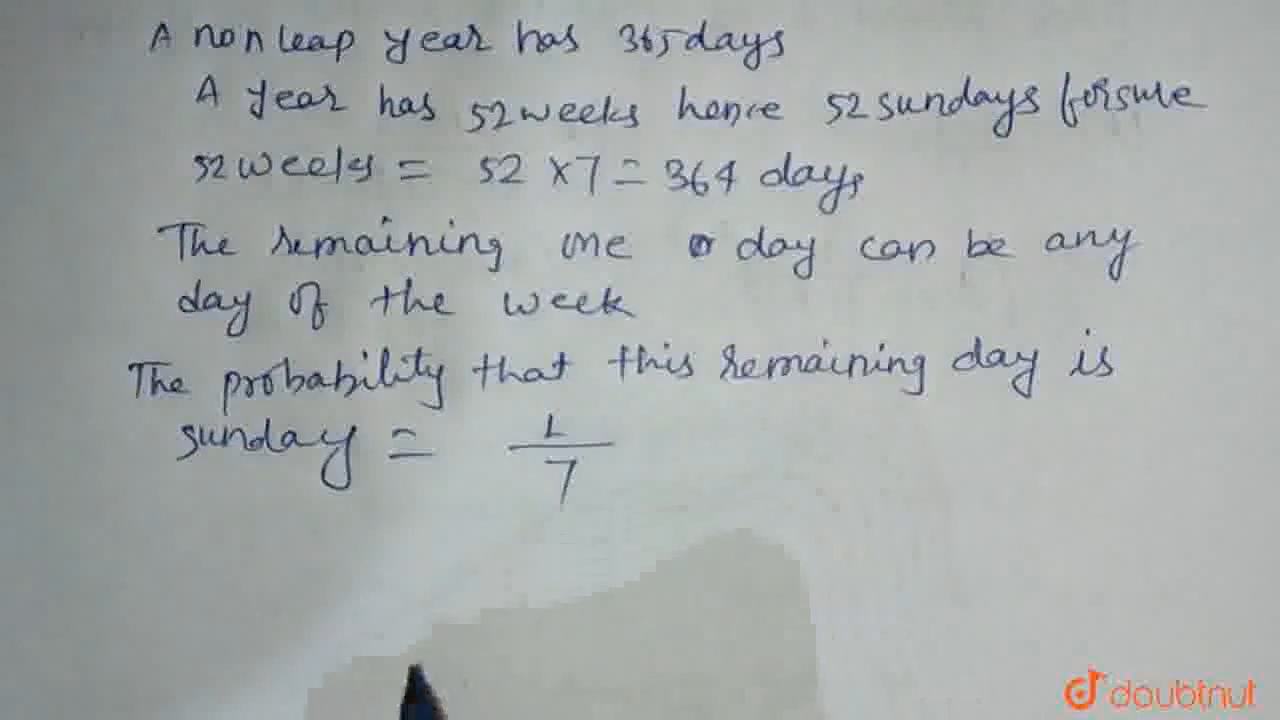 A non leap year has 365 days
A year has 52 weeks hence 52 sundays forsure
52 weeks = 52 × 7 = 364 days
The remaining one day can be any
day of the week
The probability that this remaining day is
sunday = 1/7
doubtnut